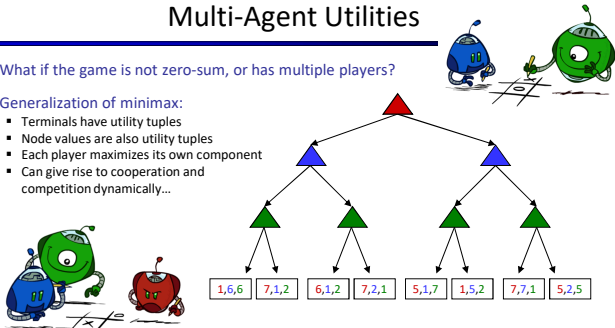 Multi-Agent Utilities
What if the game is not zero-sum, or has multiple players?
Generalization of minimax:
▪ Terminals have utility tuples
▪ Node values are also utility tuples
▪ Each player maximizes its own component
▪ Can give rise to cooperation and
competition dynamically…
1,6,6 7,1,2 6,1,2 7,2,1 5,1,7 1,5,2 7,7,1 5,2,5